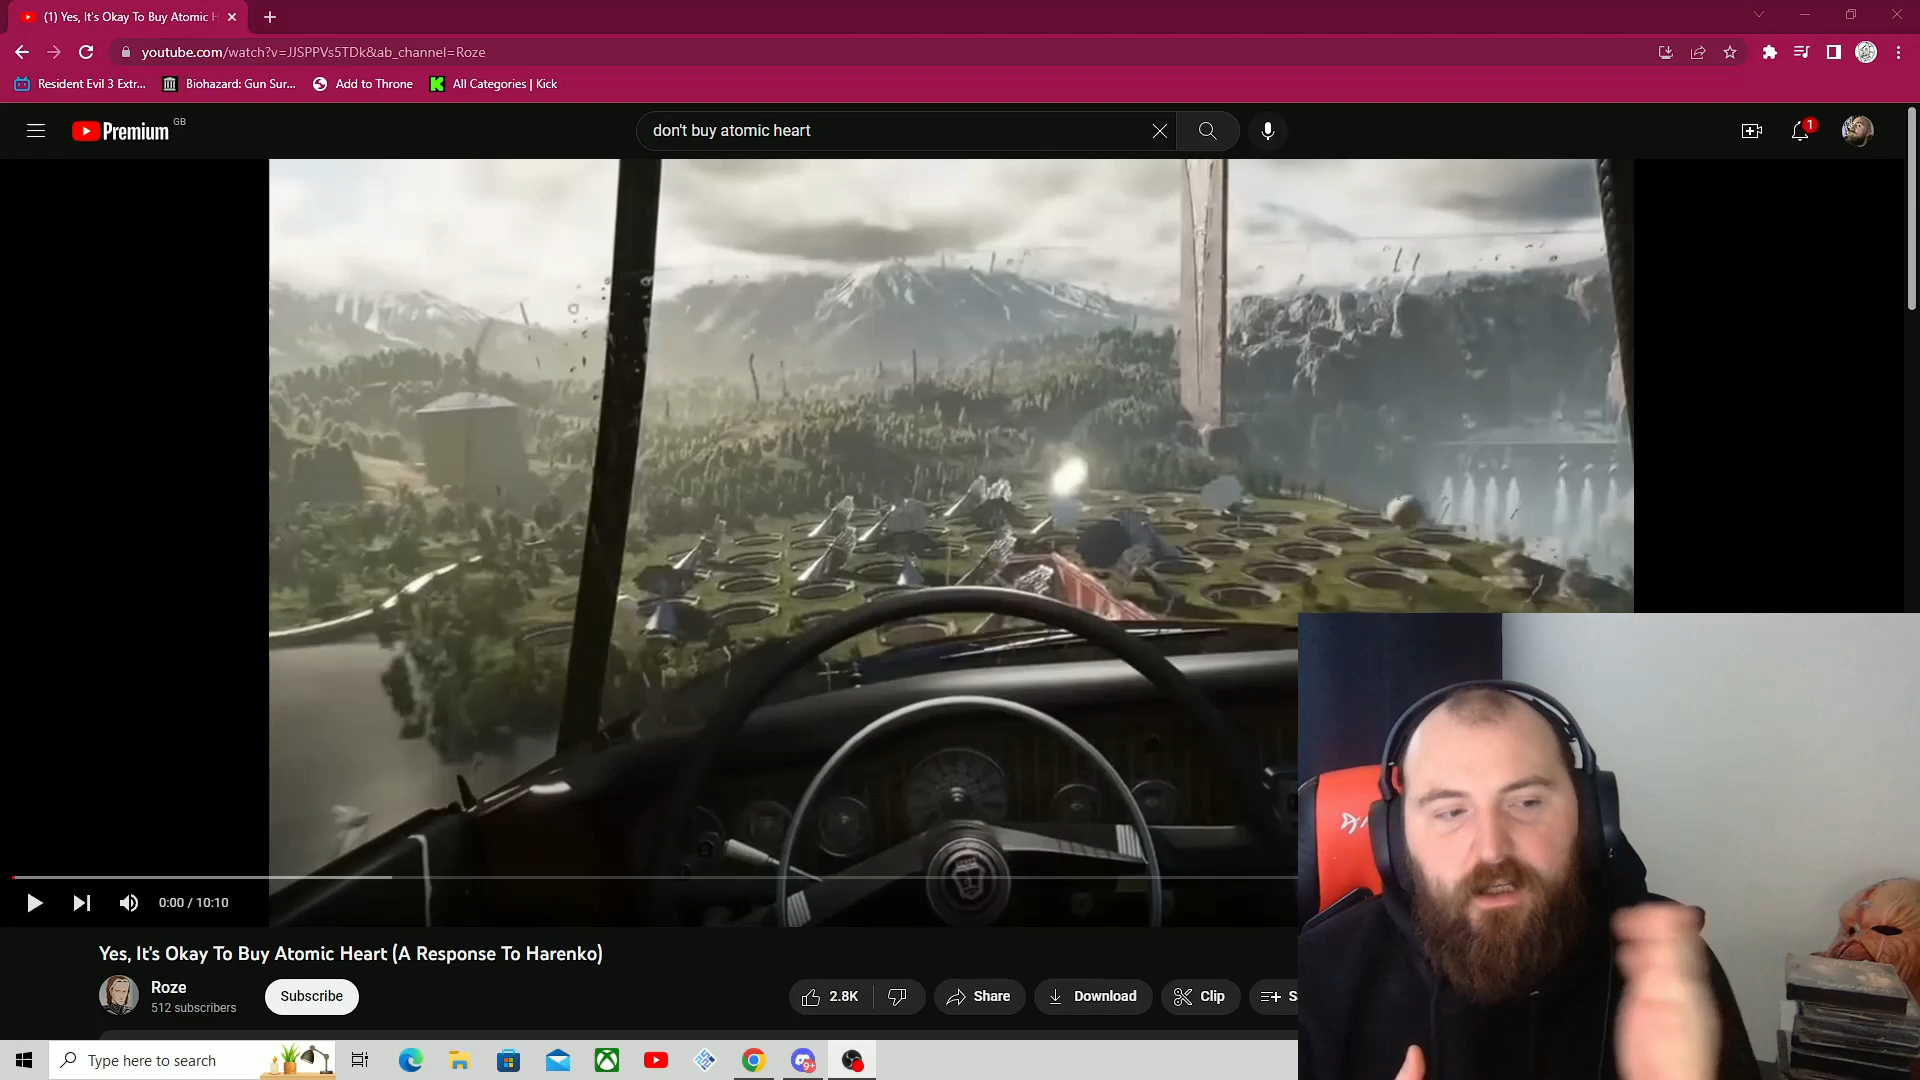 (1) Yes, It's Okay To Buy Atomic H
youtube.com/watch?v=JJSPPVs5TDk&ab_channel=Roze
Resident Evil 3 Extr...
Biohazard: Gun Sur...
Add to Throne
All Categories | Kick
Premium GB
don't buy atomic heart
1
0:00 / 10:10
Yes, It's Okay To Buy Atomic Heart (A Response To Harenko)
Roze
512 subscribers
Subscribe
2.8K
Share
Download
Clip
S
Type here to search
9+